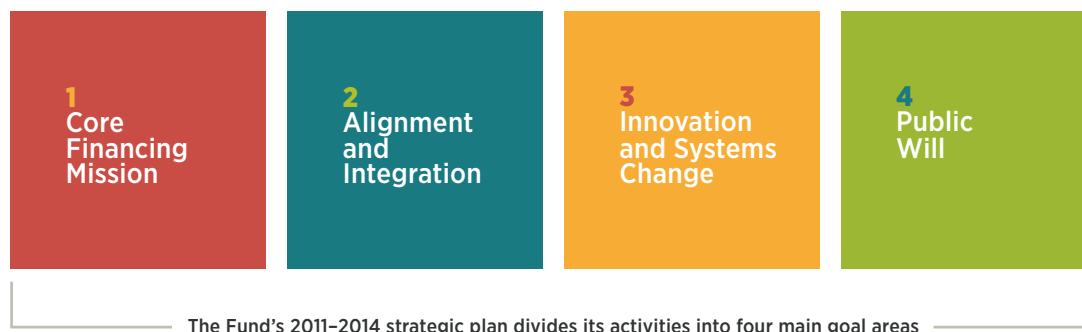 1
Core
Financing
Mission
2
Alignment
and
Integration
3
Innovation
and Systems
Change
4
Public
Will
The Fund's 2011–2014 strategic plan divides its activities into four main goal areas